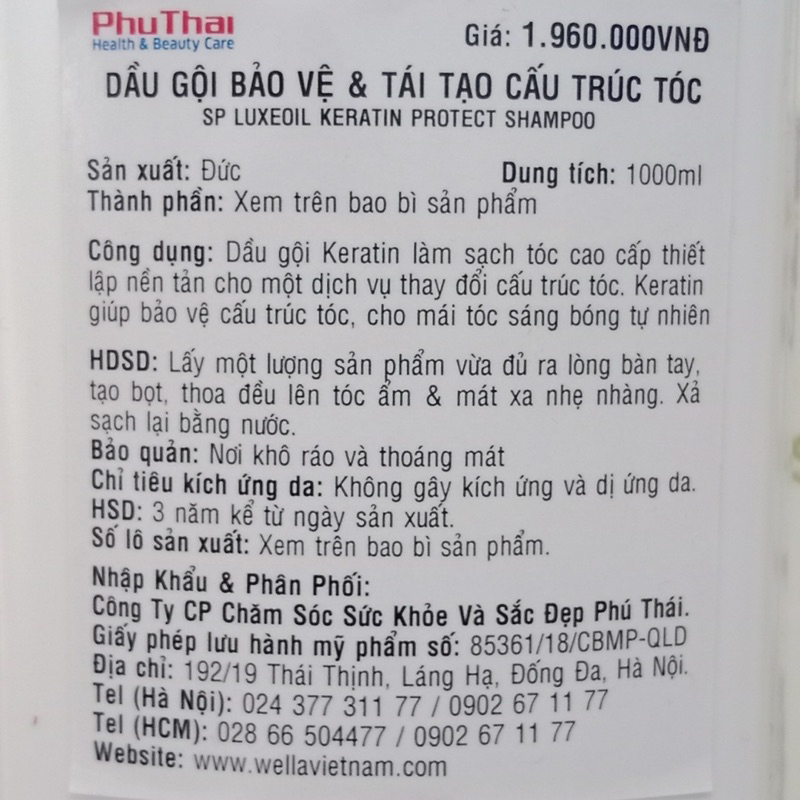 PhuThai
Health & Beauty Care
Giá: 1.960.000VNĐ
DẦU GỘI BẢO VỆ & TÁI TẠO CẤU TRÚC TÓC
SP LUXEOIL KERATIN PROTECT SHAMPOO
Sản xuất: Đức
Dung tích: 1000ml
Thành phần: Xem trên bao bì sản phẩm
Công dụng: Dầu gội Keratin làm sạch tóc cao cấp thiết
lập nền tản cho một dịch vụ thay đổi cấu trúc tóc. Keratin
giúp bảo vệ cấu trúc tóc, cho mái tóc sáng bóng tự nhiên
HDSD: Lấy một lượng sản phẩm vừa đủ ra lòng bàn tay,
tạo bọt, thoa đều lên tóc ẩm & mát xa nhẹ nhàng. Xả
sạch lại bằng nước.
Bảo quản: Nơi khô ráo và thoáng mát
Chỉ tiêu kích ứng da: Không gây kích ứng và dị ứng da.
HSD: 3 năm kể từ ngày sản xuất.
Số lô sản xuất: Xem trên bao bì sản phẩm.
Nhập Khẩu & Phân Phối:
Công Ty CP Chăm Sóc Sức Khỏe Và Sắc Đẹp Phú Thái.
Giấy phép lưu hành mỹ phẩm số: 85361/18/CBMP-QLD
Địa chỉ: 192/19 Thái Thịnh, Láng Hạ, Đống Đa, Hà Nội.
Tel (Hà Nội): 024 377 311 77 / 0902 67 11 77
Tel (HCM): 028 66 504477 / 0902 67 11 77
Website: www.wellavietnam.com